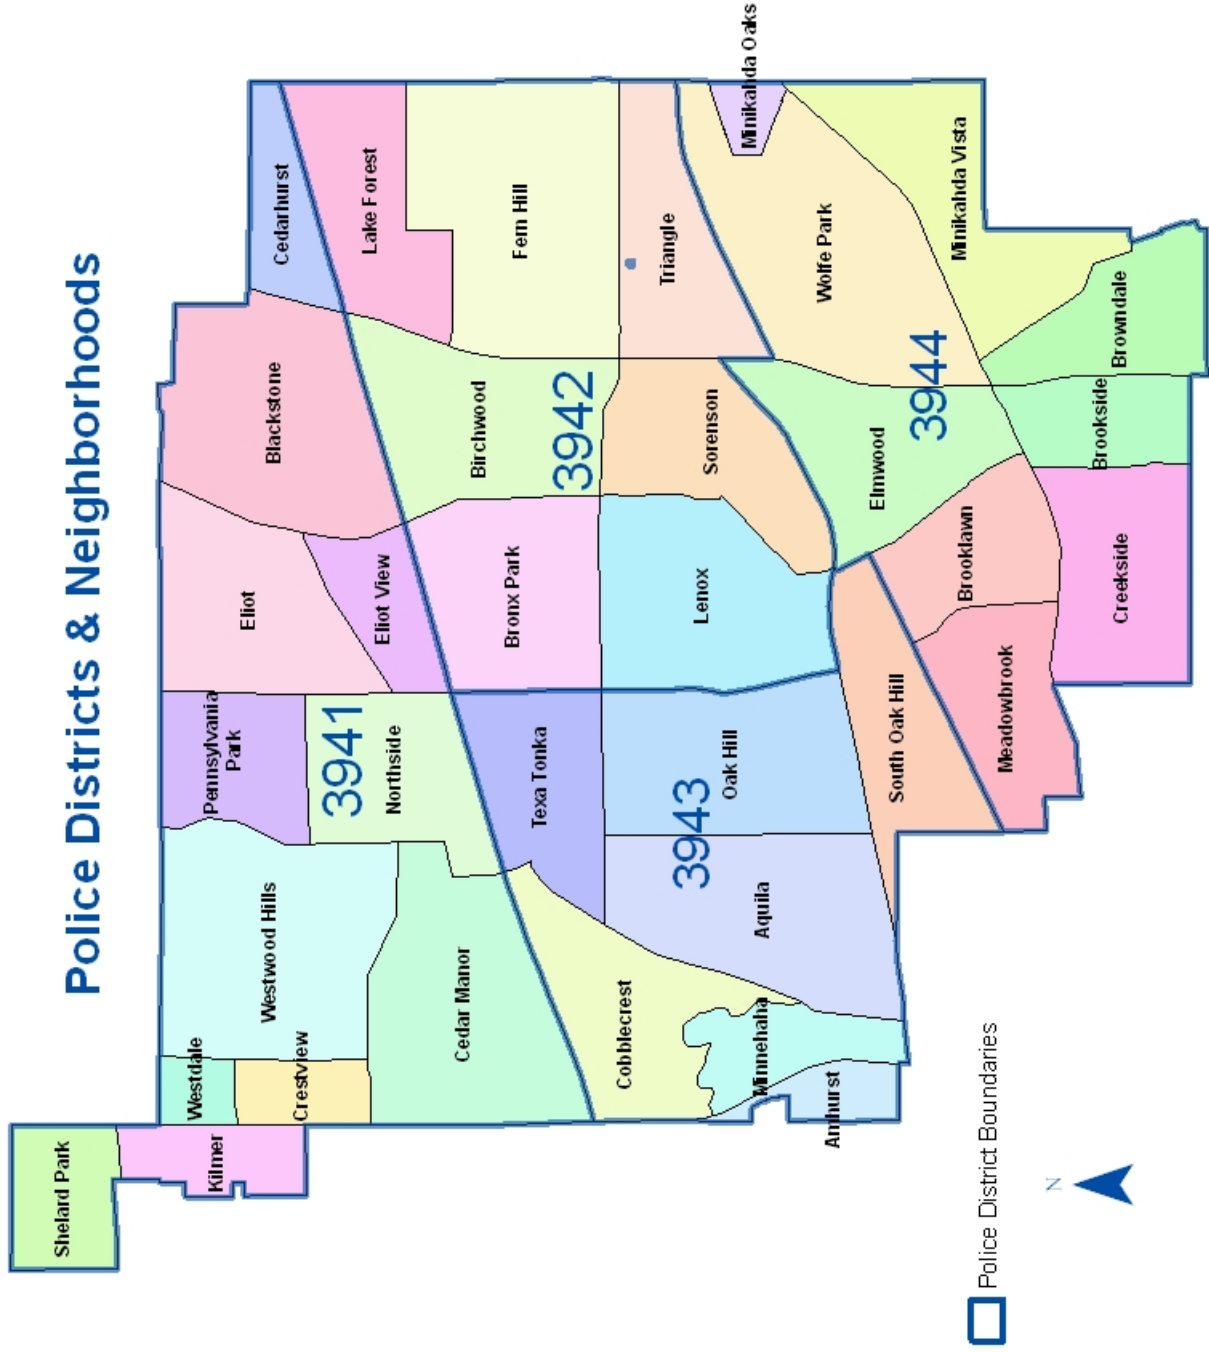 Police Districts & Neighborhoods
Shelard Park
Kilmer
Westdale
Crestview
Westwood Hills
Cedar Manor
Pennsylvania
Park
3941
Northside
Eliot
Eliot View
Blackstone
Cedarhurst
Lake Forest
Fern Hill
Birchwood
3942
Bronx Park
Texa Tonka
Cobblecrest
Minnehaha
Amhurst
Aquila
3943
Oak Hill
Lenox
Sorenson
Triangle
Minikahda Oaks
Wolfe Park
Minikahda Vista
3944
Elmwood
Brooklawn
South Oak Hill
Meadowbrook
Creekside
Brookside
Browndale
Police District Boundaries
N